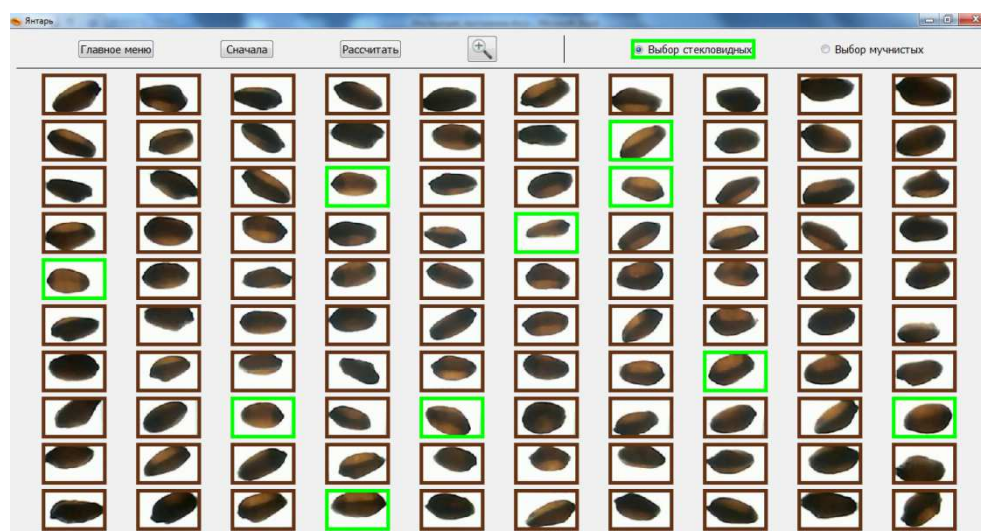 Янтарь
Главное меню
Сначала
Рассчитать
Выбор стекловидных
Выбор мучнистых